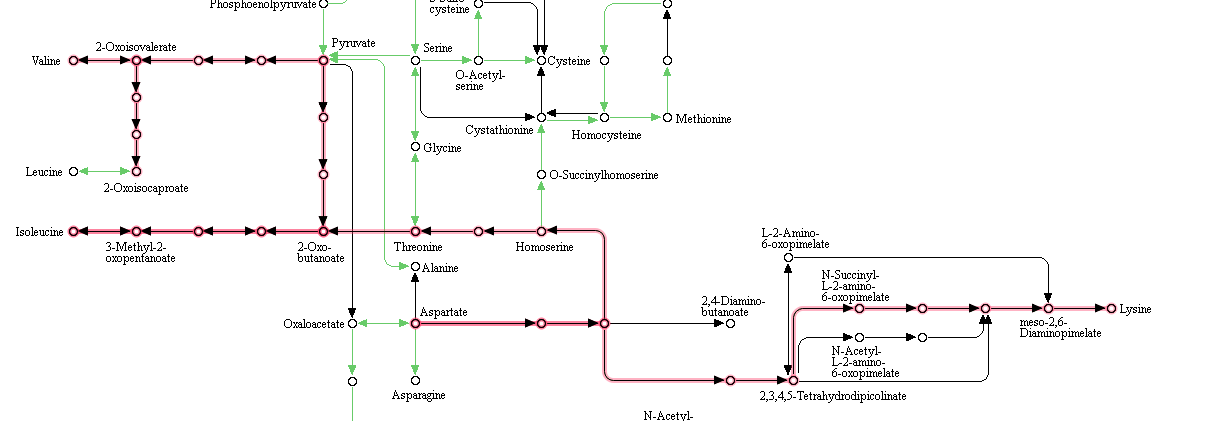 Phosphoenolpyruvate
cysteine
2-Oxoisovalerate
Pyruvate
Serine
Valine
Cysteine
O-Acetyl-
serine
Cystathionine
Homocysteine
Methionine
Glycine
Leucine
2-Oxoisocaproate
O-Succinylhomoserine
Isoleucine
3-Methyl-2-
oxopentanoate
2-Oxo-
butanoate
Threonine
Homoserine
L-2-Amino-
6-oxopimelate
Alanine
N-Succinyl-
L-2-amino-
6-oxopimelate
2,4-Diamino-
butanoate
Oxaloacetate
Aspartate
Lysine
meso-2,6-
Diaminopimelate
N-Acetyl-
L-2-amino-
6-oxopimelate
Asparagine
2,3,4,5-Tetrahydrodipicolinate
N-Acetyl-